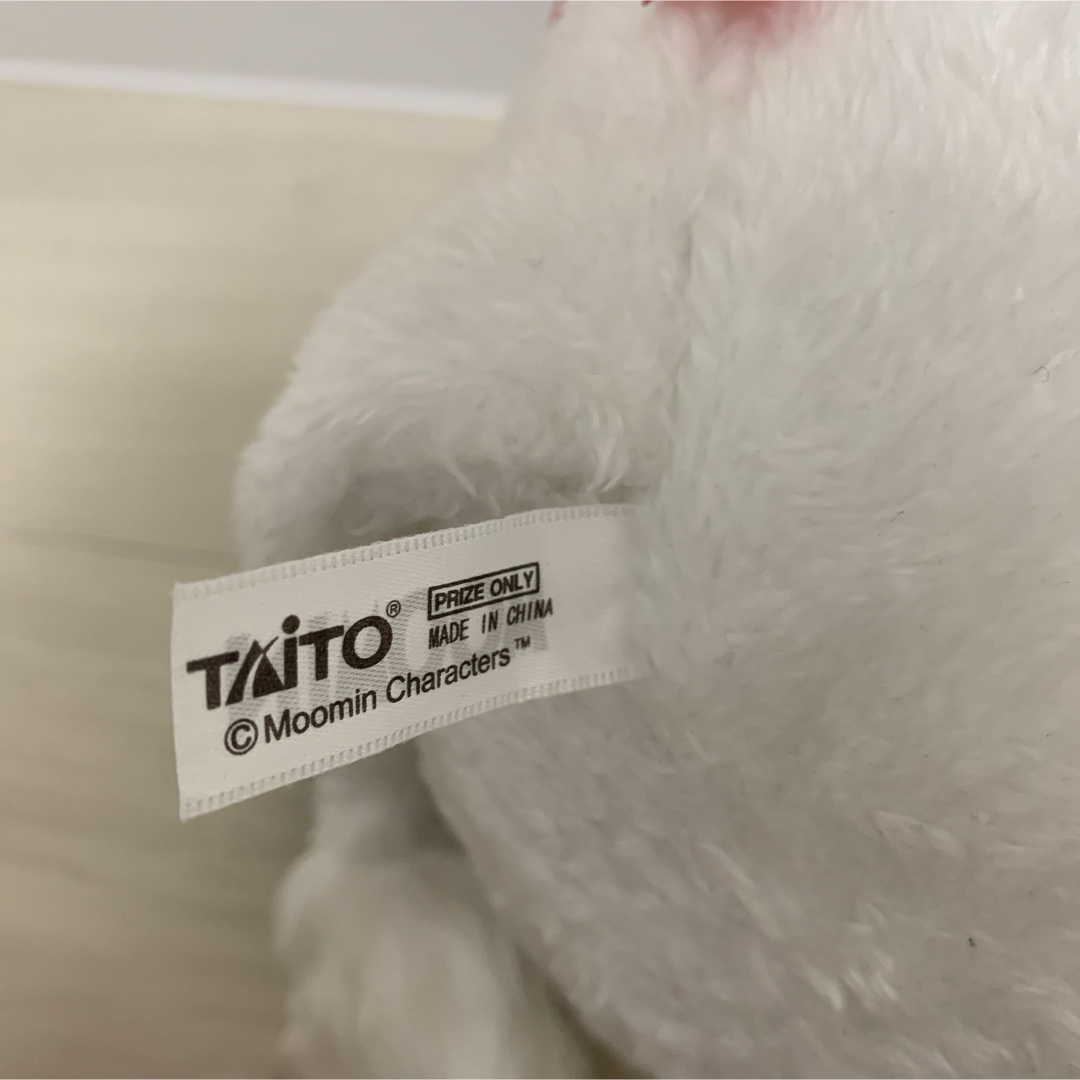 TAiTO®
PRIZE ONLY
MADE IN CHINA
©Moomin Characters™